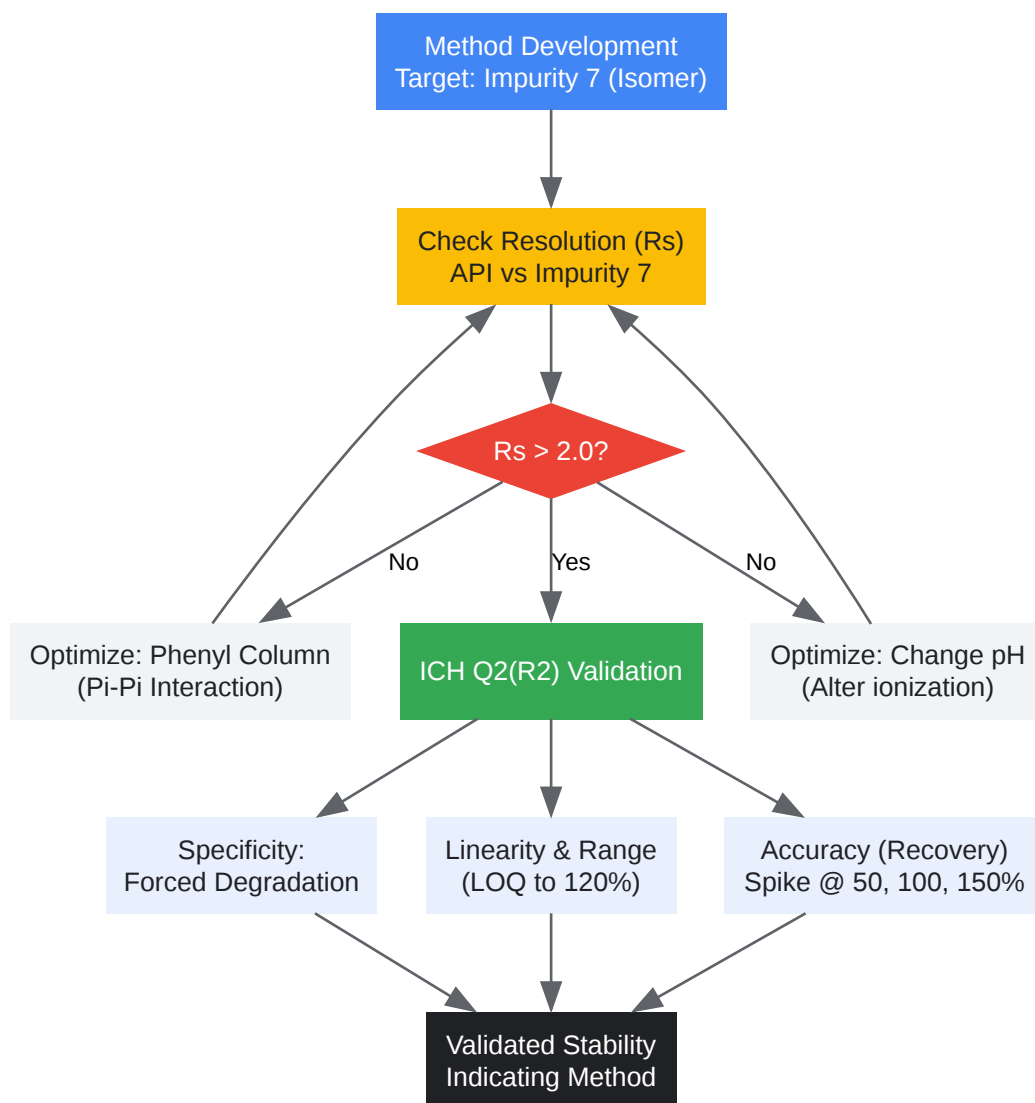 Method Development
Target: Impurity 7 (Isomer)
Check Resolution (Rs)
API vs Impurity 7
Rs > 2.0?
No
Yes
No
Optimize: Phenyl Column
(Pi-Pi Interaction)
ICH Q2(R2) Validation
Optimize: Change pH
(Alter ionization)
Specificity:
Forced Degradation
Linearity & Range
(LOQ to 120%)
Accuracy (Recovery)
Spike @ 50, 100, 150%
Validated Stability
Indicating Method